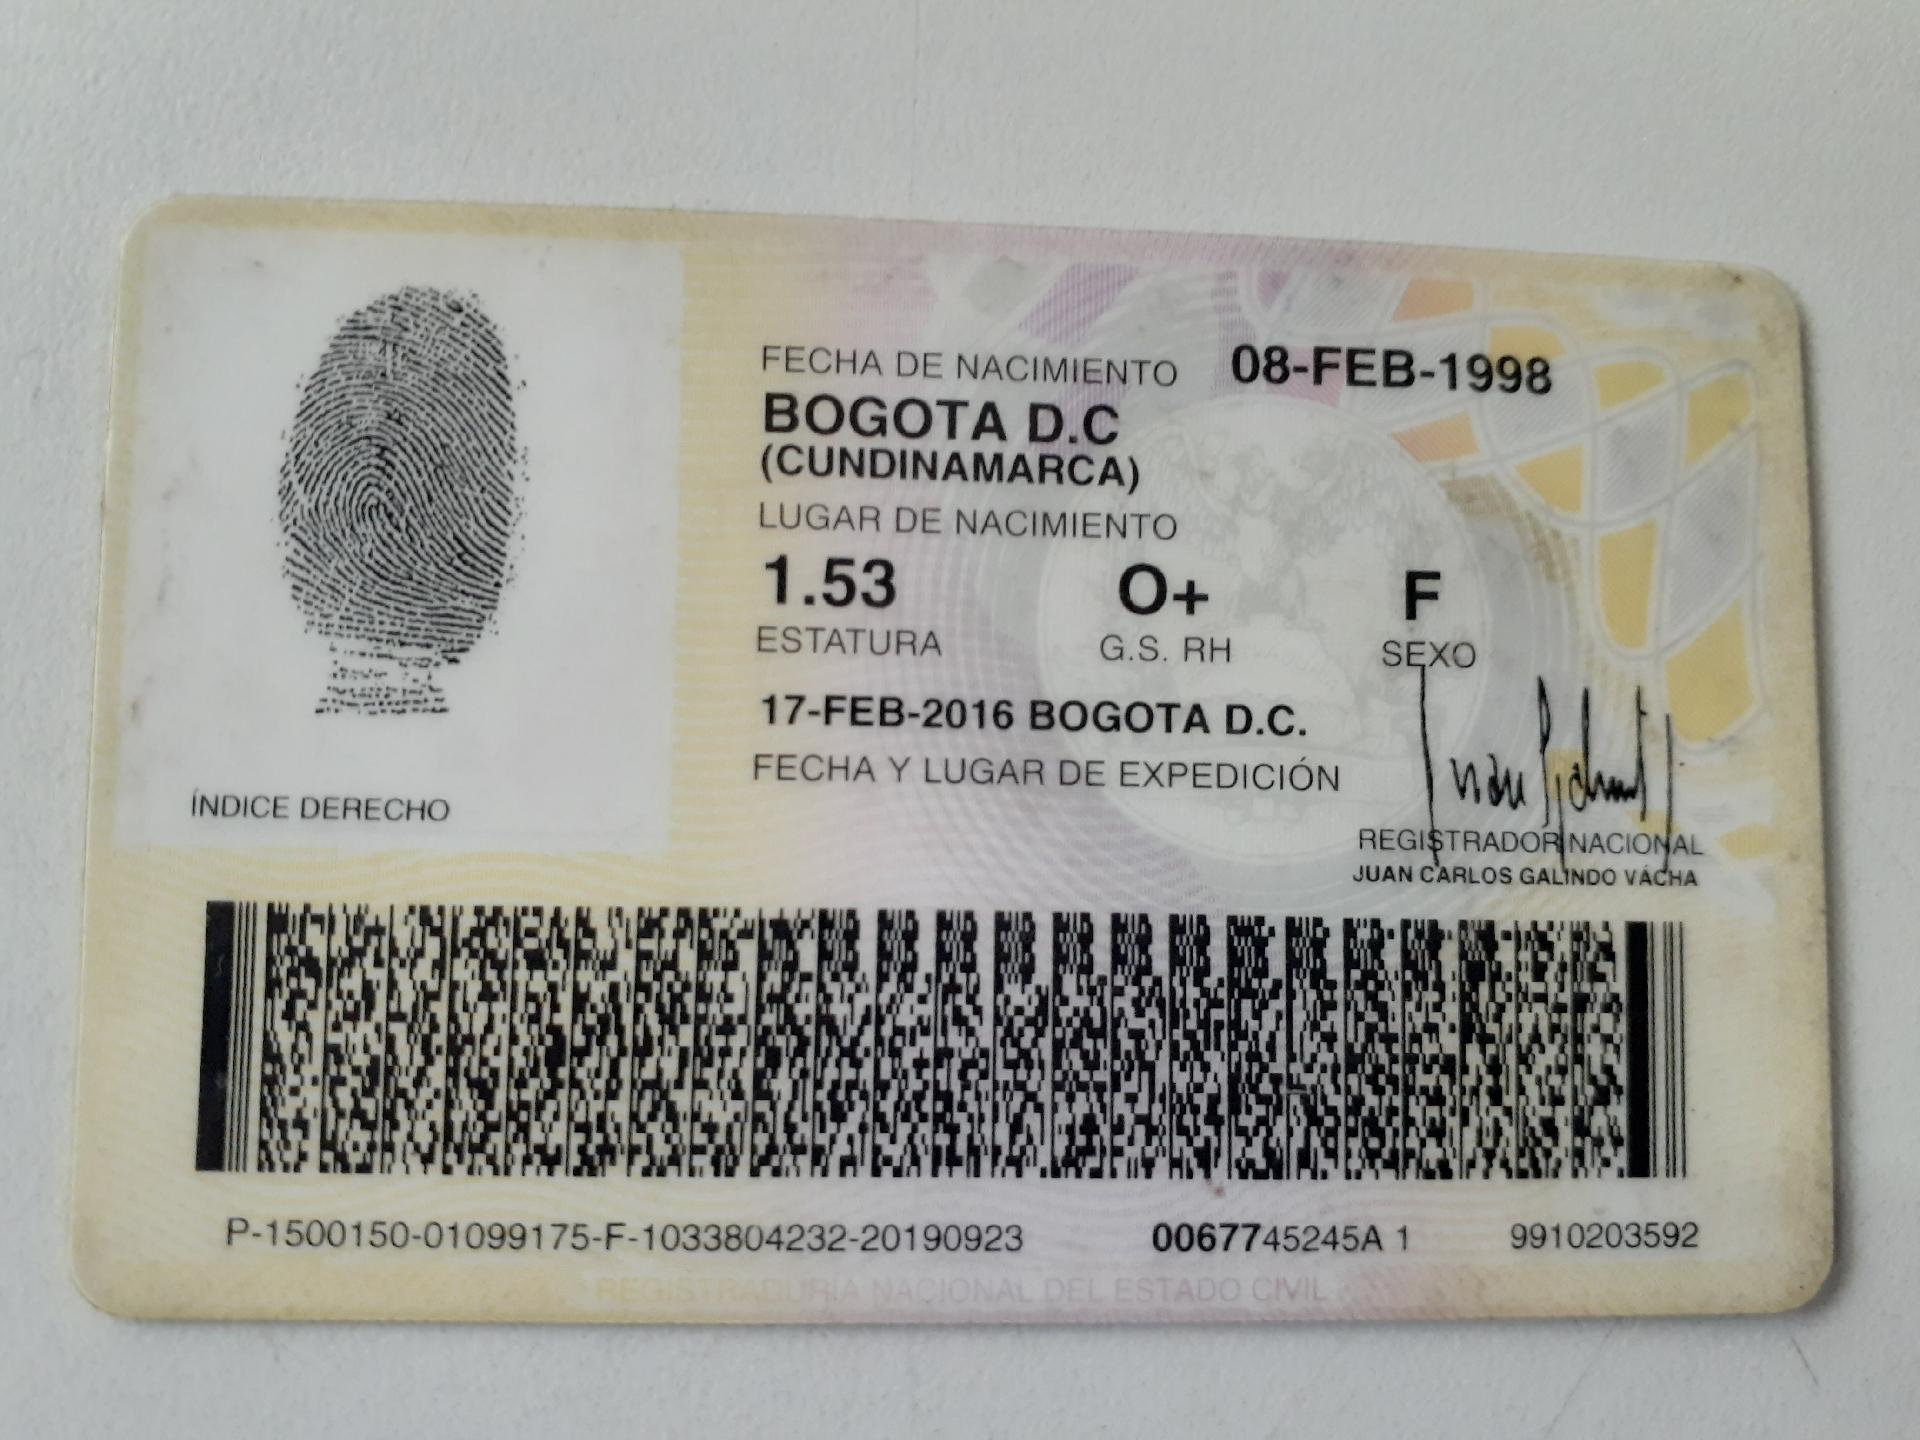 FECHA DE NACIMIENTO 08-FEB-1998
BOGOTA D.C
(CUNDINAMARCA)
LUGAR DE NACIMIENTO
1.53 O+ F
ESTATURA G.S. RH SEXO
17-FEB-2016 BOGOTA D.C.
FECHA Y LUGAR DE EXPEDICIÓN
ÍNDICE DERECHO
REGISTRADOR NACIONAL
JUAN CARLOS GALINDO VÁCHA
P-1500150-01099175-F-1033804232-20190923 0067745245A 1 9910203592
REGISTRADURIA NACIONAL DEL ESTADO CIVIL